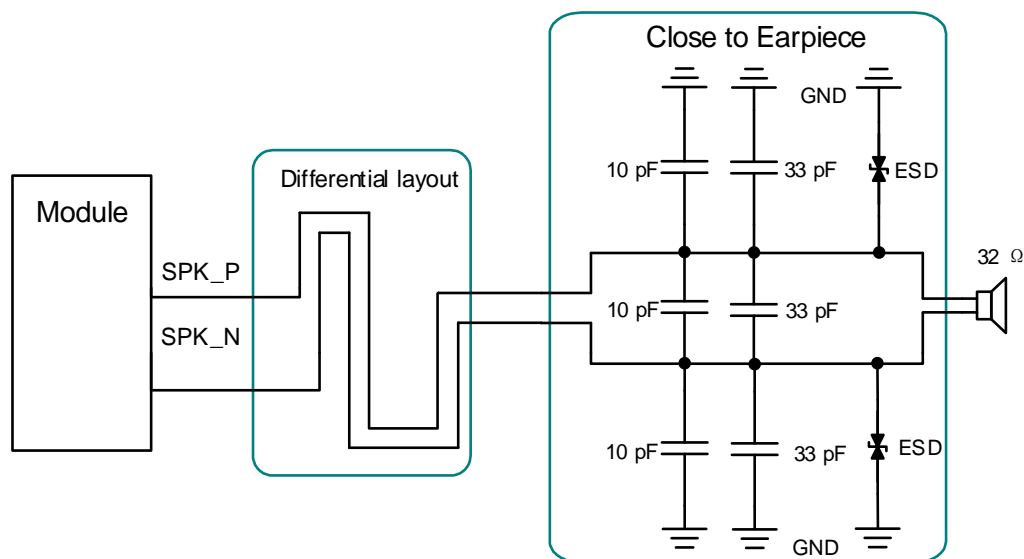 Close to Earpiece
GND
10 pF
33 pF
ESD
Differential layout
Module
SPK_P
32 Ω
10 pF
33 pF
SPK_N
10 pF
33 pF
ESD
GND